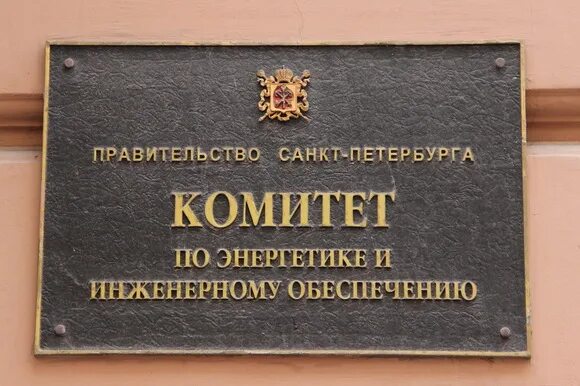 ПРАВИТЕЛЬСТВО САНКТ-ПЕТЕРБУРГА
КОМИТЕТ
ПО ЭНЕРГЕТИКЕ И
ИНЖЕНЕРНОМУ ОБЕСПЕЧЕНИЮ